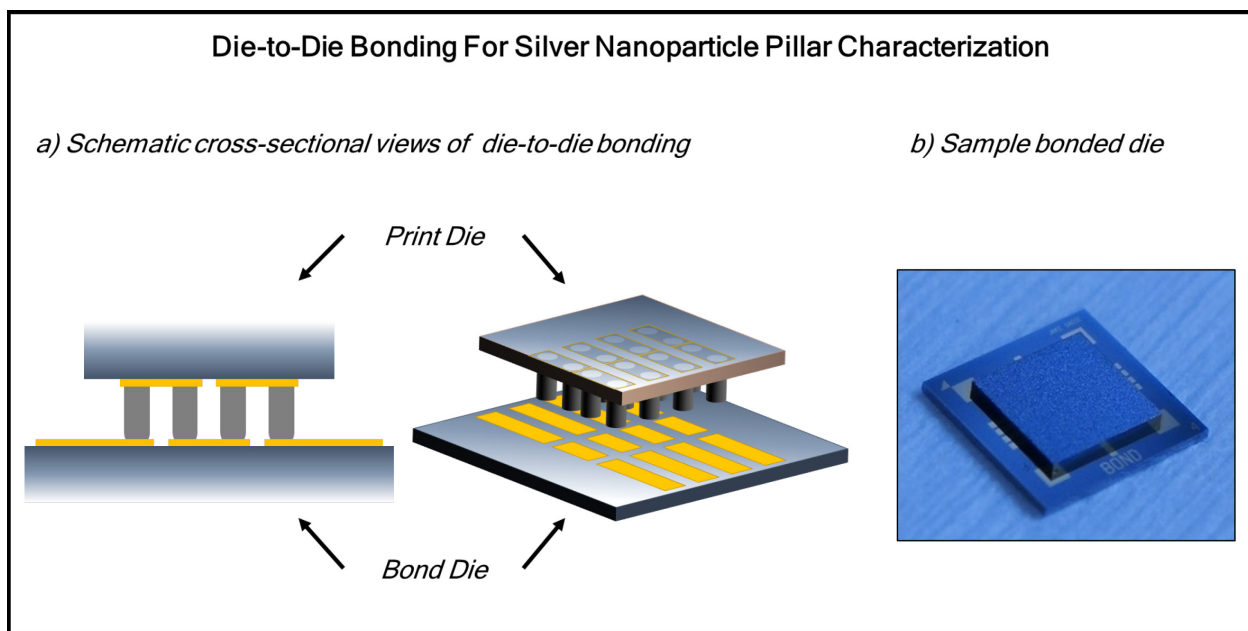 Die-to-Die Bonding For Silver Nanoparticle Pillar Characterization
a) Schematic cross-sectional views of die-to-die bonding
b) Sample bonded die
Print Die
Bond Die
BOND